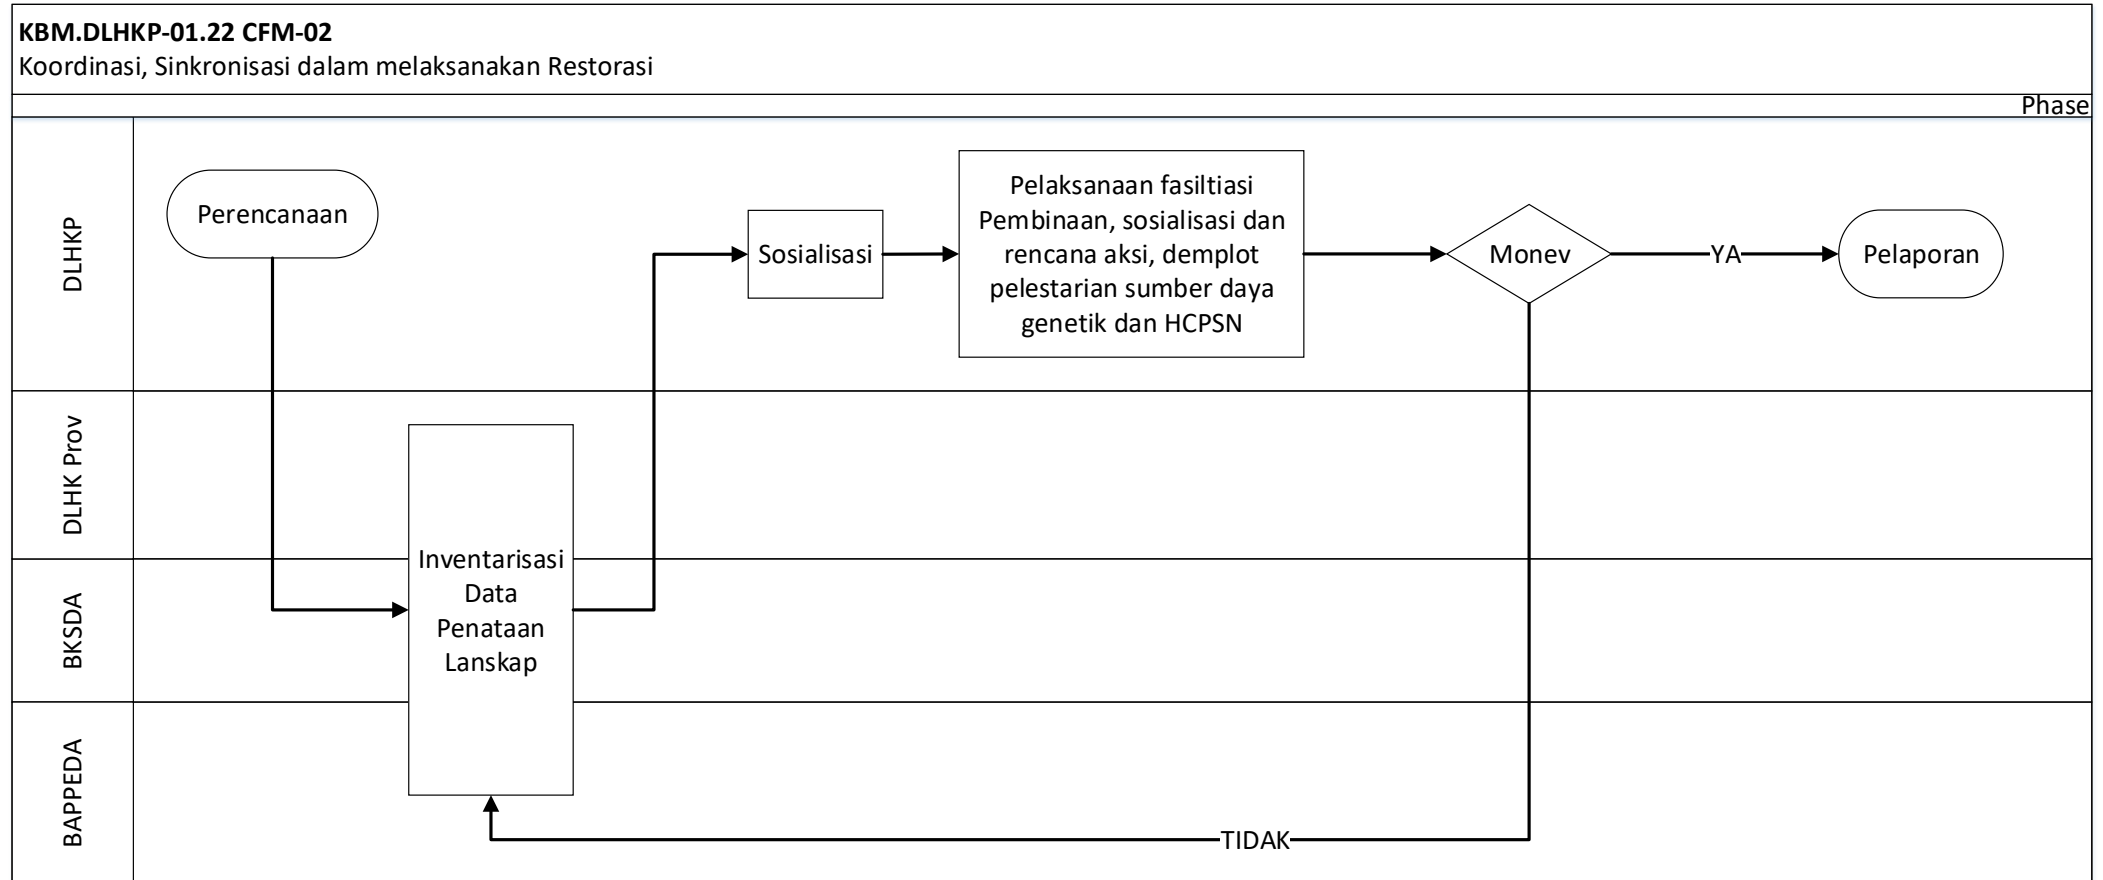 KBM.DLHKP-01.22 CFM-02
Koordinasi, Sinkronisasi dalam melaksanakan Restorasi
Phase
DLHKP
Perencanaan
Sosialisasi
Pelaksanaan fasiltiasi
Pembinaan, sosialisasi dan
rencana aksi, demplot
pelestarian sumber daya
genetik dan HCPSN
Monev
YA
Pelaporan
DLHK Prov
Inventarisasi
Data
Penataan
Lanskap
BKSDA
BAPPEDA
TIDAK